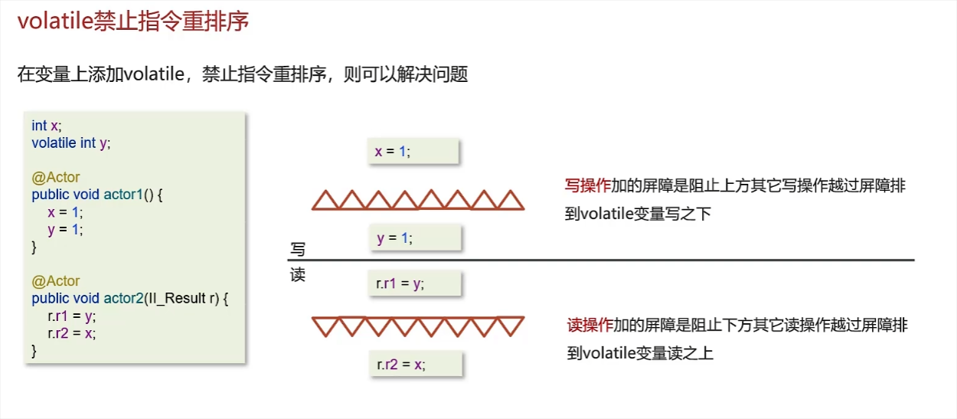 volatile禁止指令重排序
在变量上添加volatile，禁止指令重排序，则可以解决问题
int x;
volatile int y;
@Actor
public void actor1() {
x = 1;
y = 1;
}
@Actor
public void actor2(II_Result r) {
r.r1 = y;
r.r2 = x;
}
x = 1;
y = 1;
写
读
r.r1 = y;
r.r2 = x;
写操作加的屏障是阻止上方其它写操作越过屏障排
到volatile变量写之下
读操作加的屏障是阻止下方其它读操作越过屏障排
到volatile变量读之上